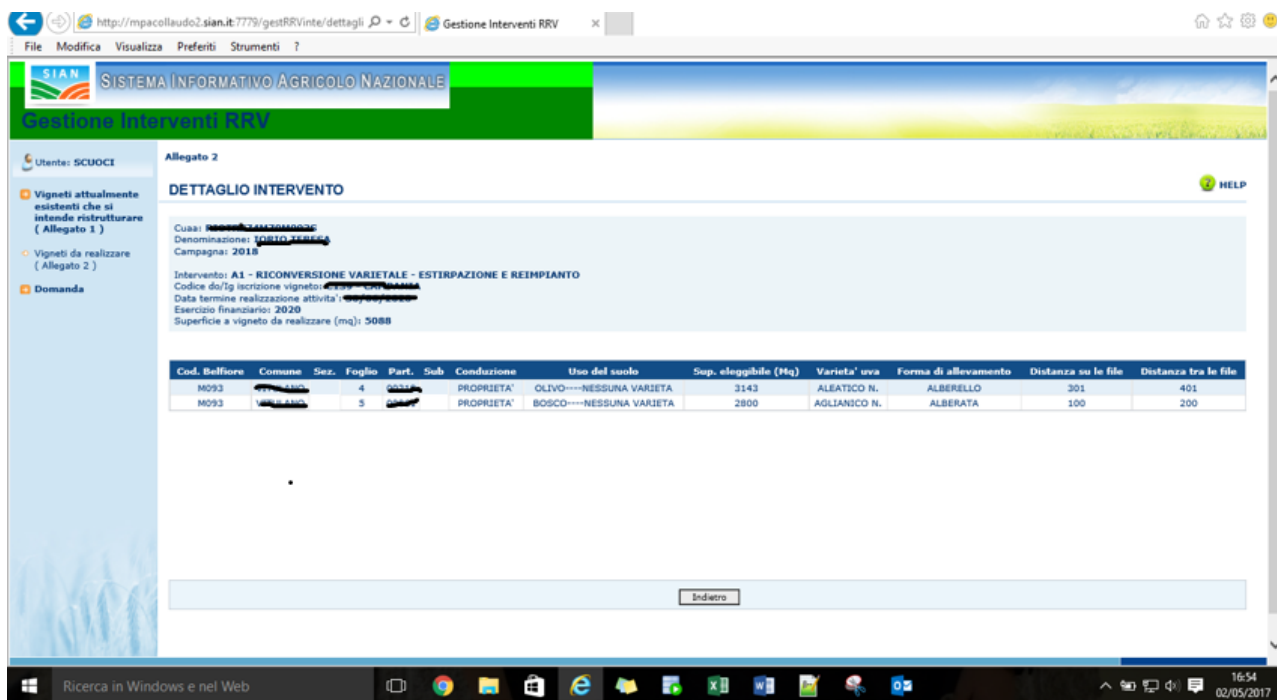 http://mpacollaudo2.sian.it:7779/gestRRVinte/dettagli
Gestione Interventi RRV
File Modifica Visualizza Preferiti Strumenti ?
SIAN
SISTEMA INFORMATIVO AGRICOLO NAZIONALE
Gestione Interventi RRV
Utente: SCUOCI
Vigneti attualmente
esistenti che si
intende ristrutturare
( Allegato 1 )
Vigneti da realizzare
( Allegato 2 )
Domanda
Allegato 2
DETTAGLIO INTERVENTO
HELP
Cuaa:
Denominazione:
Campagna: 2018
Intervento: A1 - RICONVERSIONE VARIETALE - ESTIRPAZIONE E REIMPIANTO
Codice do/Ig iscrizione vigneto:
Data termine realizzazione attivita':
Esercizio finanziario: 2020
Superficie a vigneto da realizzare (mq): 5088
Cod. Belfiore Comune Sez. Foglio Part. Sub Conduzione Uso del suolo Sup. eleggibile (Mq) Varieta' uva Forma di allevamento Distanza su le file Distanza tra le file
M093 4 PROPRIETA' OLIVO----NESSUNA VARIETA 3143 ALEATICO N. ALBERELLO 301 401
M093 5 PROPRIETA' BOSCO----NESSUNA VARIETA 2800 AGLIANICO N. ALBERATA 100 200
Indietro
Ricerca in Windows e nel Web
16:54
02/05/2017